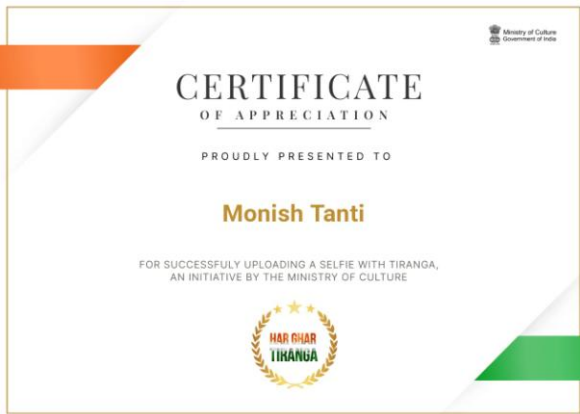 Ministry of Culture
Government of India
CERTIFICATE
OF APPRECIATION
PROUDLY PRESENTED TO
Monish Tanti
FOR SUCCESSFULY UPLOADING A SELFIE WITH TIRANGA,
AN INITIATIVE BY THE MINISTRY OF CULTURE
HAR GHAR
TIRANGA